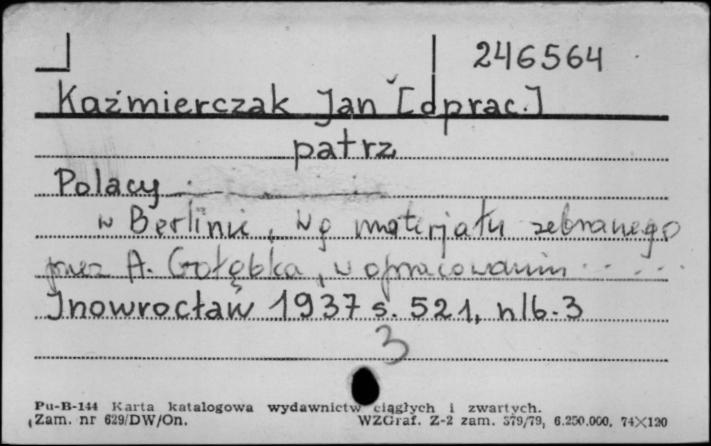 246564
Kaźmierczak Jan [oprac.]
patrz
Polacy
w Berlinie, wg materjału zebranego
przez A. Gołębka, w opracowaniu ......
Inowrocław 1937 s. 521, nlb. 3
3
Pu-B-144 Karta katalogowa wydawnictw ciągłych i zwartych.
Zam. nr 629/DW/On. WZGraf. Z-2 zam. 379/79, 6.250.000, 74×120